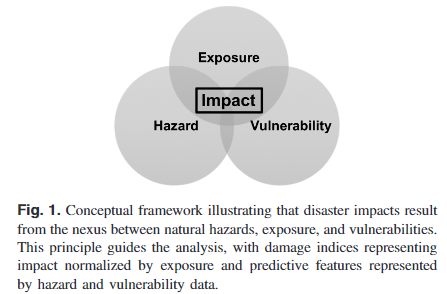 Exposure
Impact
Hazard Vulnerability
Fig. 1. Conceptual framework illustrating that disaster impacts result
from the nexus between natural hazards, exposure, and vulnerabilities.
This principle guides the analysis, with damage indices representing
impact normalized by exposure and predictive features represented
by hazard and vulnerability data.